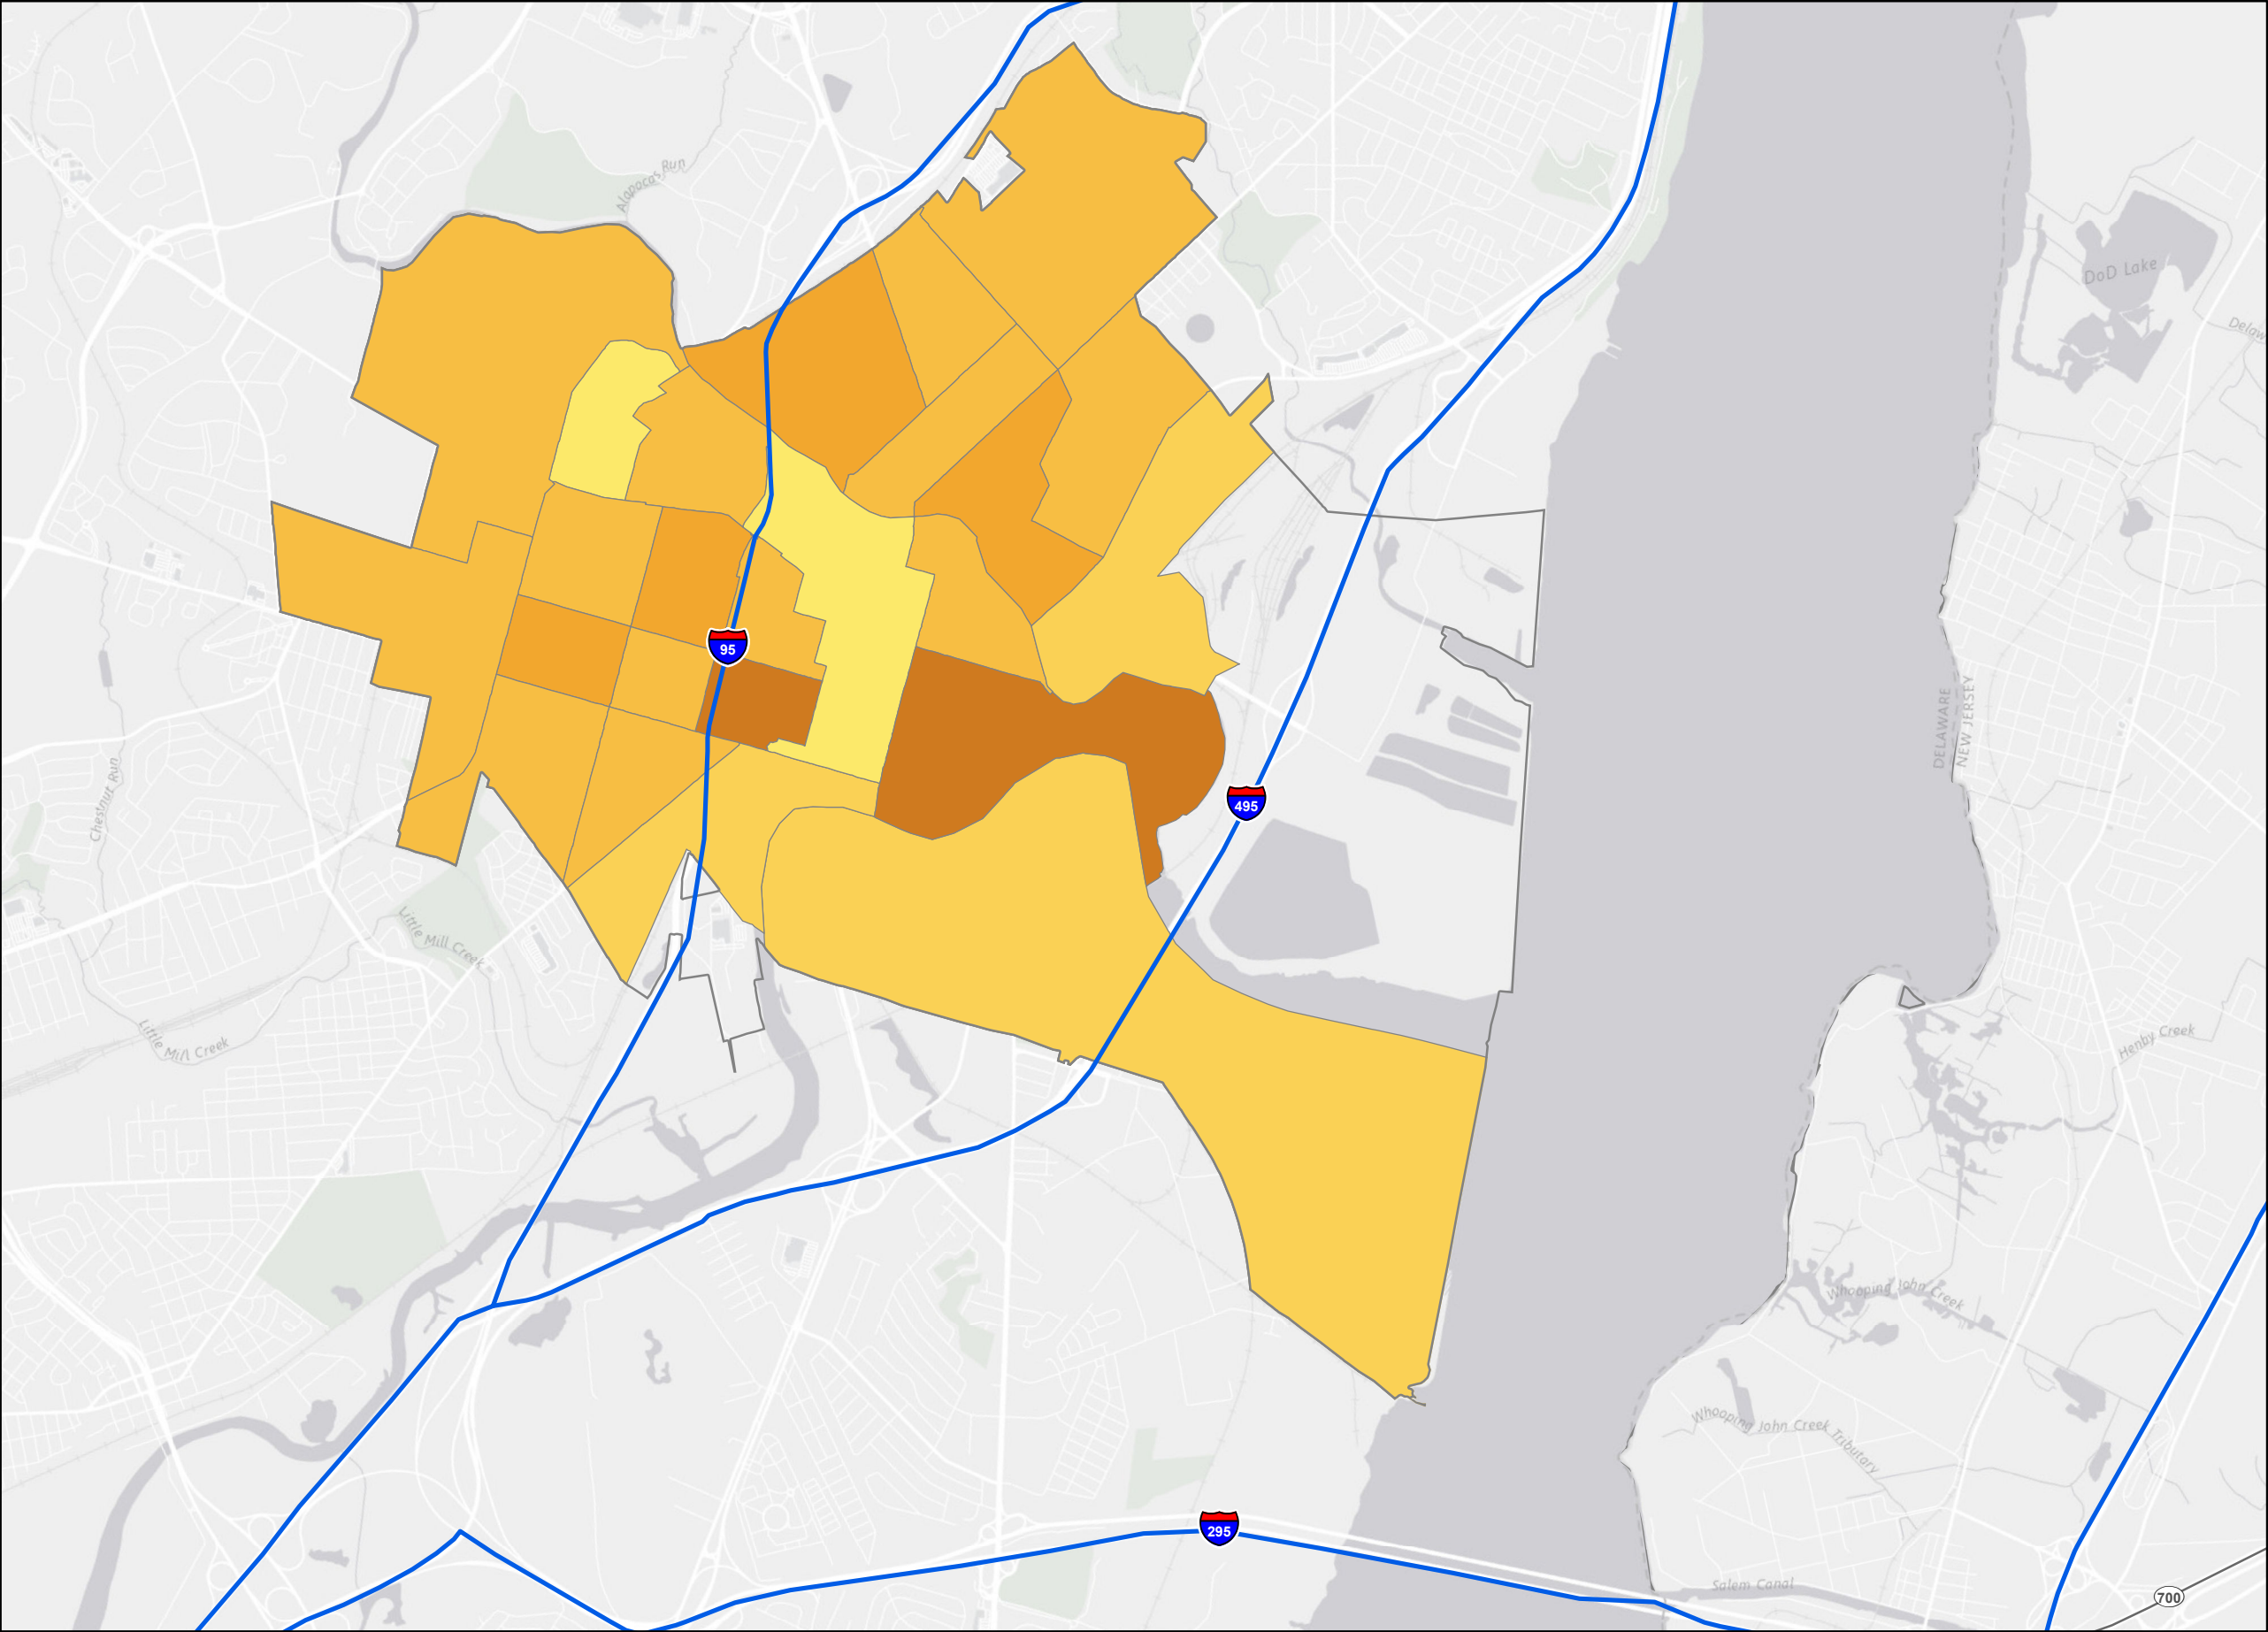 Alapocas Run
DoD Lake
Delaw
95
DELAWARE
NEW JERSEY
Chestnut Run
495
Little Mill Creek
Little Mill Creek
Henby Creek
Whooping John Creek
Whooping John Creek Tributary
295
Salem Canal
700